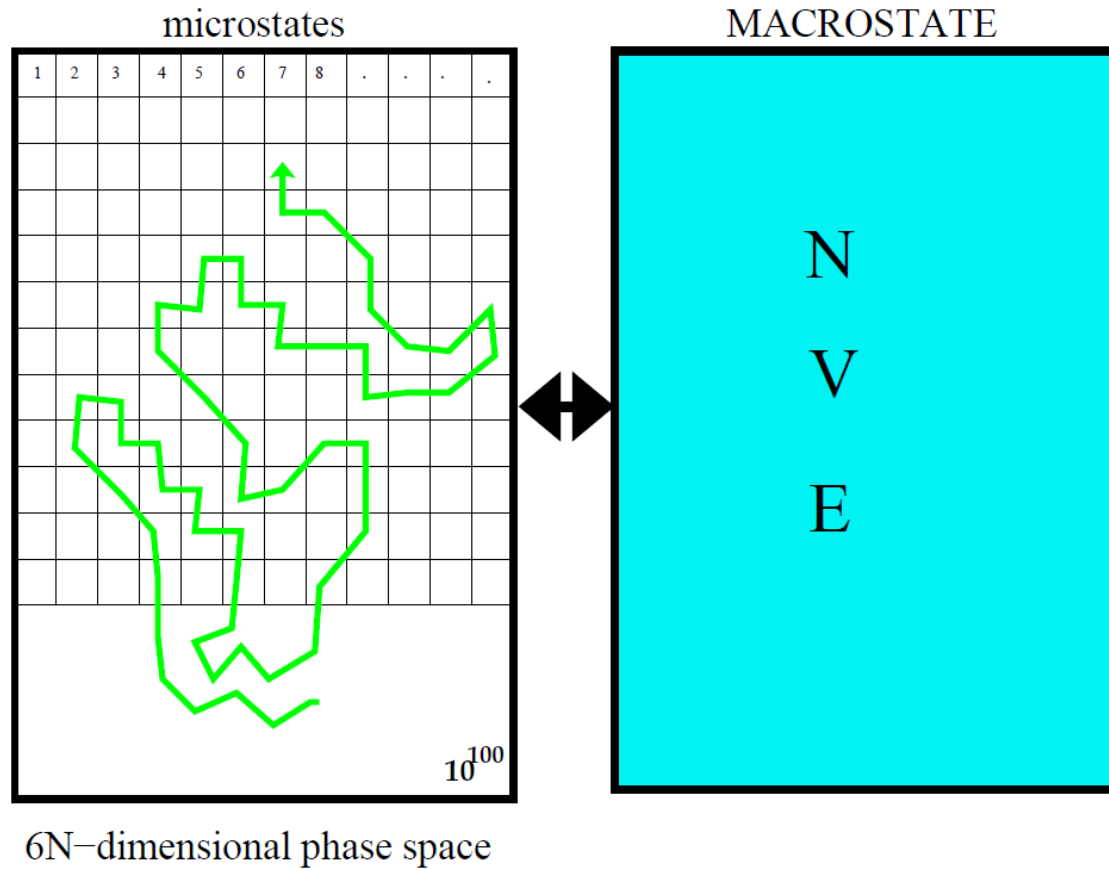 microstates
1 2 3 4 5 6 7 8 . . . .
10^100
6N−dimensional phase space
MACROSTATE
N
V
E